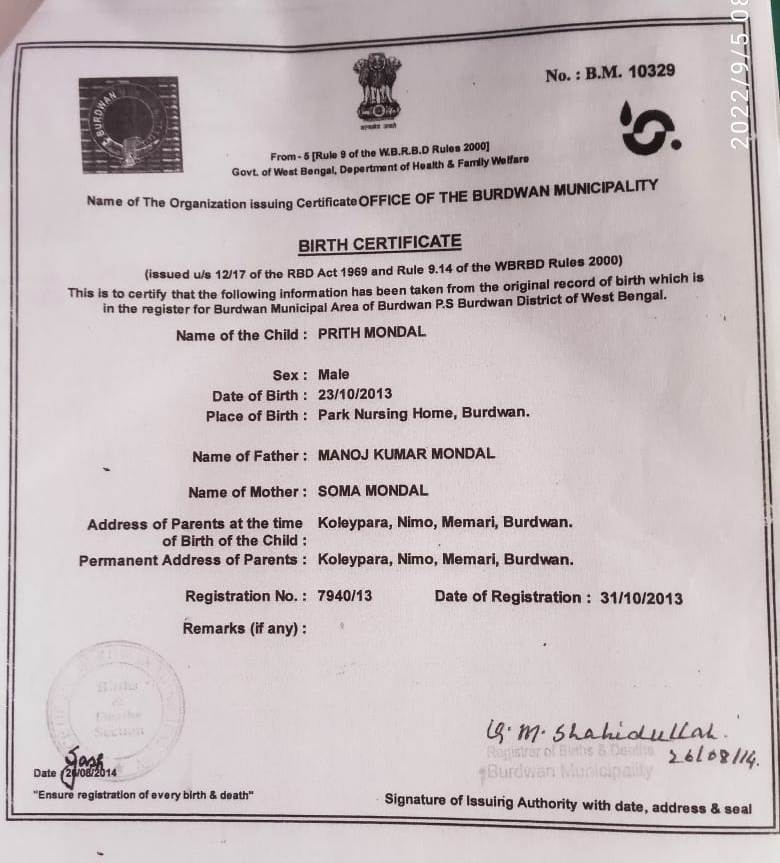 2022/9/5 08
No. : B.M. 10329
BURDWAN
सत्यमेव जयते
From - 5 [Rule 9 of the W.B.R.B.D Rules 2000]
Govt. of West Bengal, Depertment of Health & Family Welfare
Name of The Organization issuing Certificate OFFICE OF THE BURDWAN MUNICIPALITY
BIRTH CERTIFICATE
(issued u/s 12/17 of the RBD Act 1969 and Rule 9.14 of the WBRBD Rules 2000)
This is to certify that the following information has been taken from the original record of birth which is
in the register for Burdwan Municipal Area of Burdwan P.S Burdwan District of West Bengal.
Name of the Child : PRITH MONDAL
Sex : Male
Date of Birth : 23/10/2013
Place of Birth : Park Nursing Home, Burdwan.
Name of Father : MANOJ KUMAR MONDAL
Name of Mother : SOMA MONDAL
Address of Parents at the time Koleypara, Nimo, Memari, Burdwan.
of Birth of the Child :
Permanent Address of Parents : Koleypara, Nimo, Memari, Burdwan.
Registration No. : 7940/13 Date of Registration : 31/10/2013
Remarks (if any) :
Births
&
Deaths
Section
G. M. Shahidullah.
Registrar of Births & Deaths 26/08/14.
Burdwan Municipality
Date (26/08/2014
"Ensure registration of every birth & death"
Signature of Issuing Authority with date, address & seal